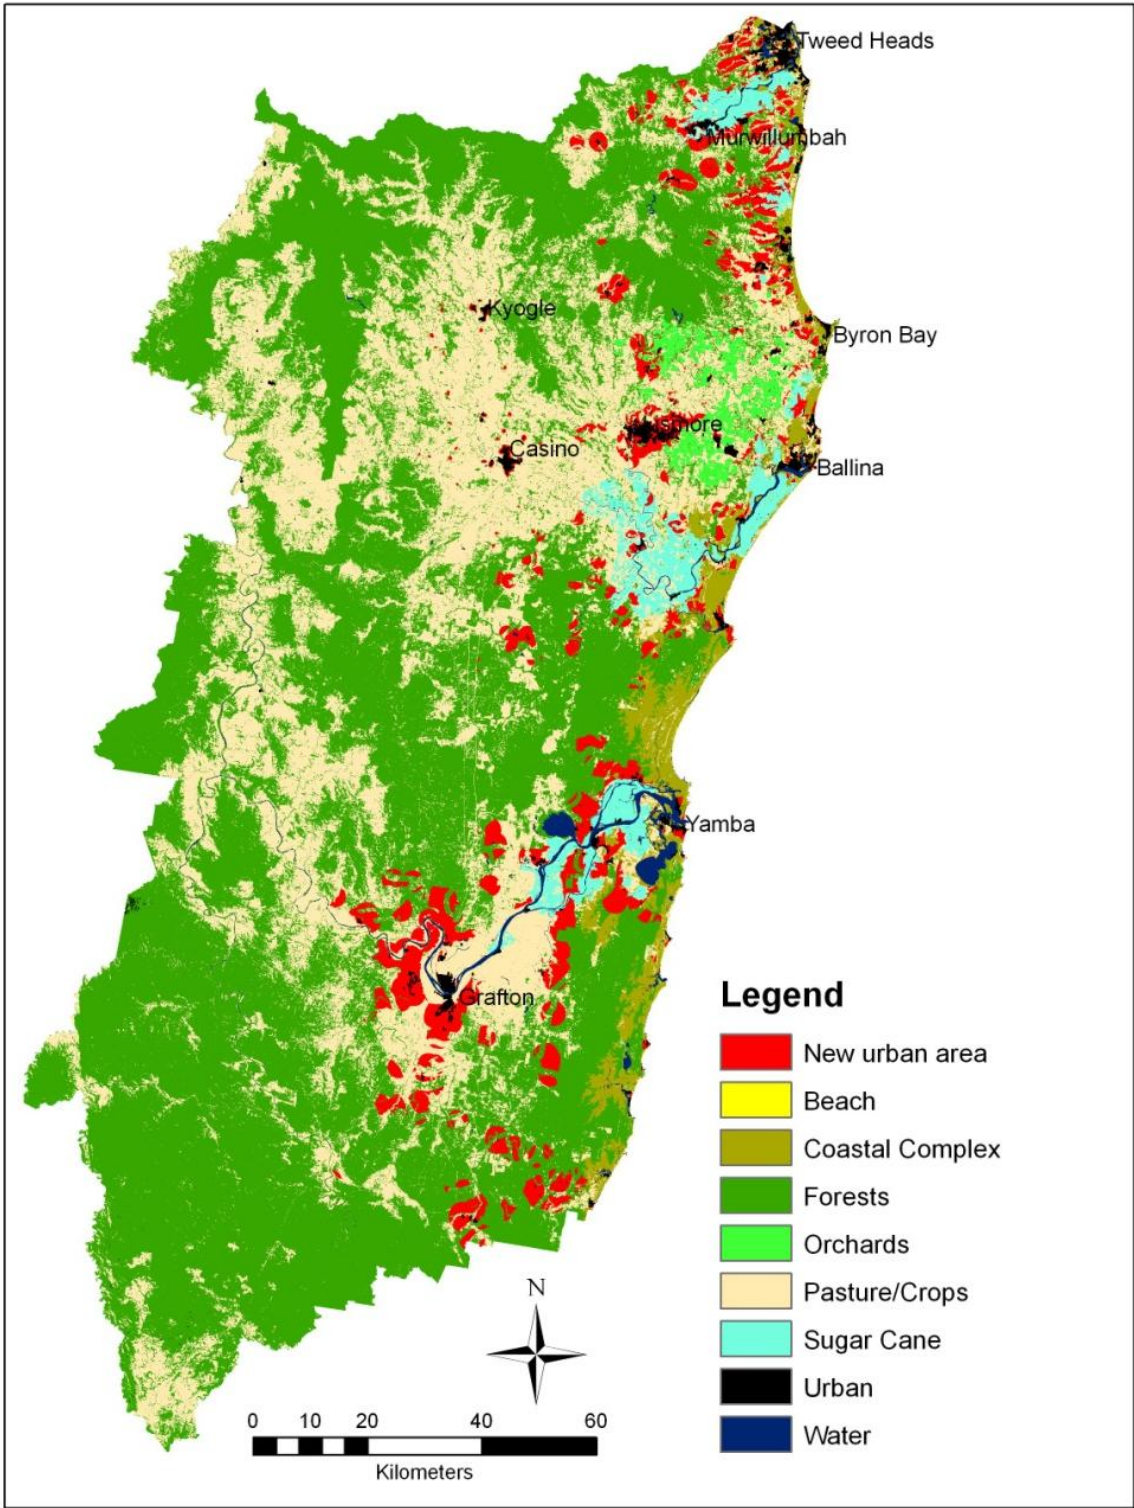 Tweed Heads
Murwillumbah
Kyogle
Byron Bay
Lismore
Casino
Ballina
Yamba
Grafton
Legend
New urban area
Beach
Coastal Complex
Forests
Orchards
Pasture/Crops
Sugar Cane
Urban
Water
N
0 10 20 40 60
Kilometers